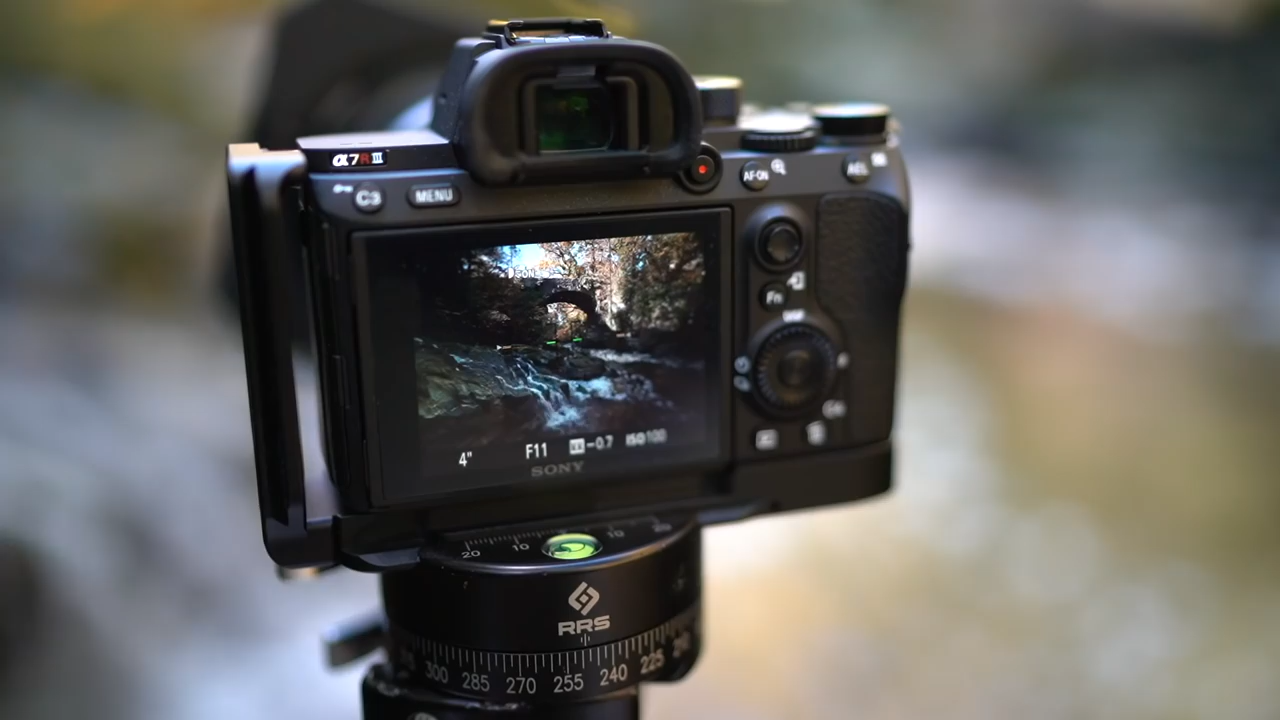 α7RIII
C3 MENU
AF-ON
AEL
Fn
4" F11 -0.7 ISO100
SONY
20 10 10
RRS
300 285 270 255 240 225